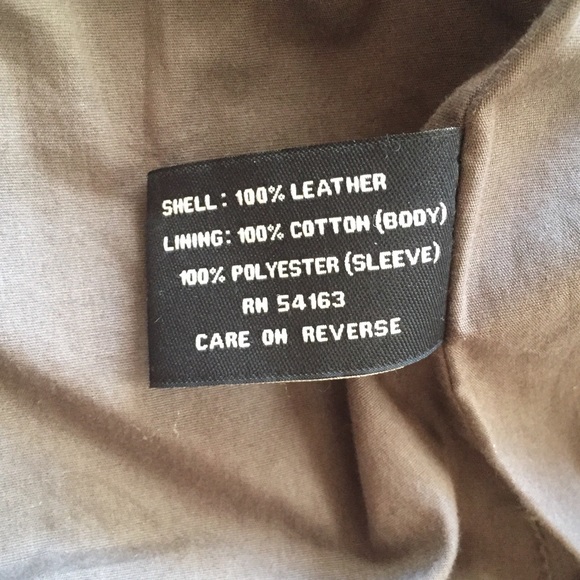 SHELL: 100% LEATHER
LINING: 100% COTTON (BODY)
100% POLYESTER (SLEEVE)
RN 54163
CARE ON REVERSE